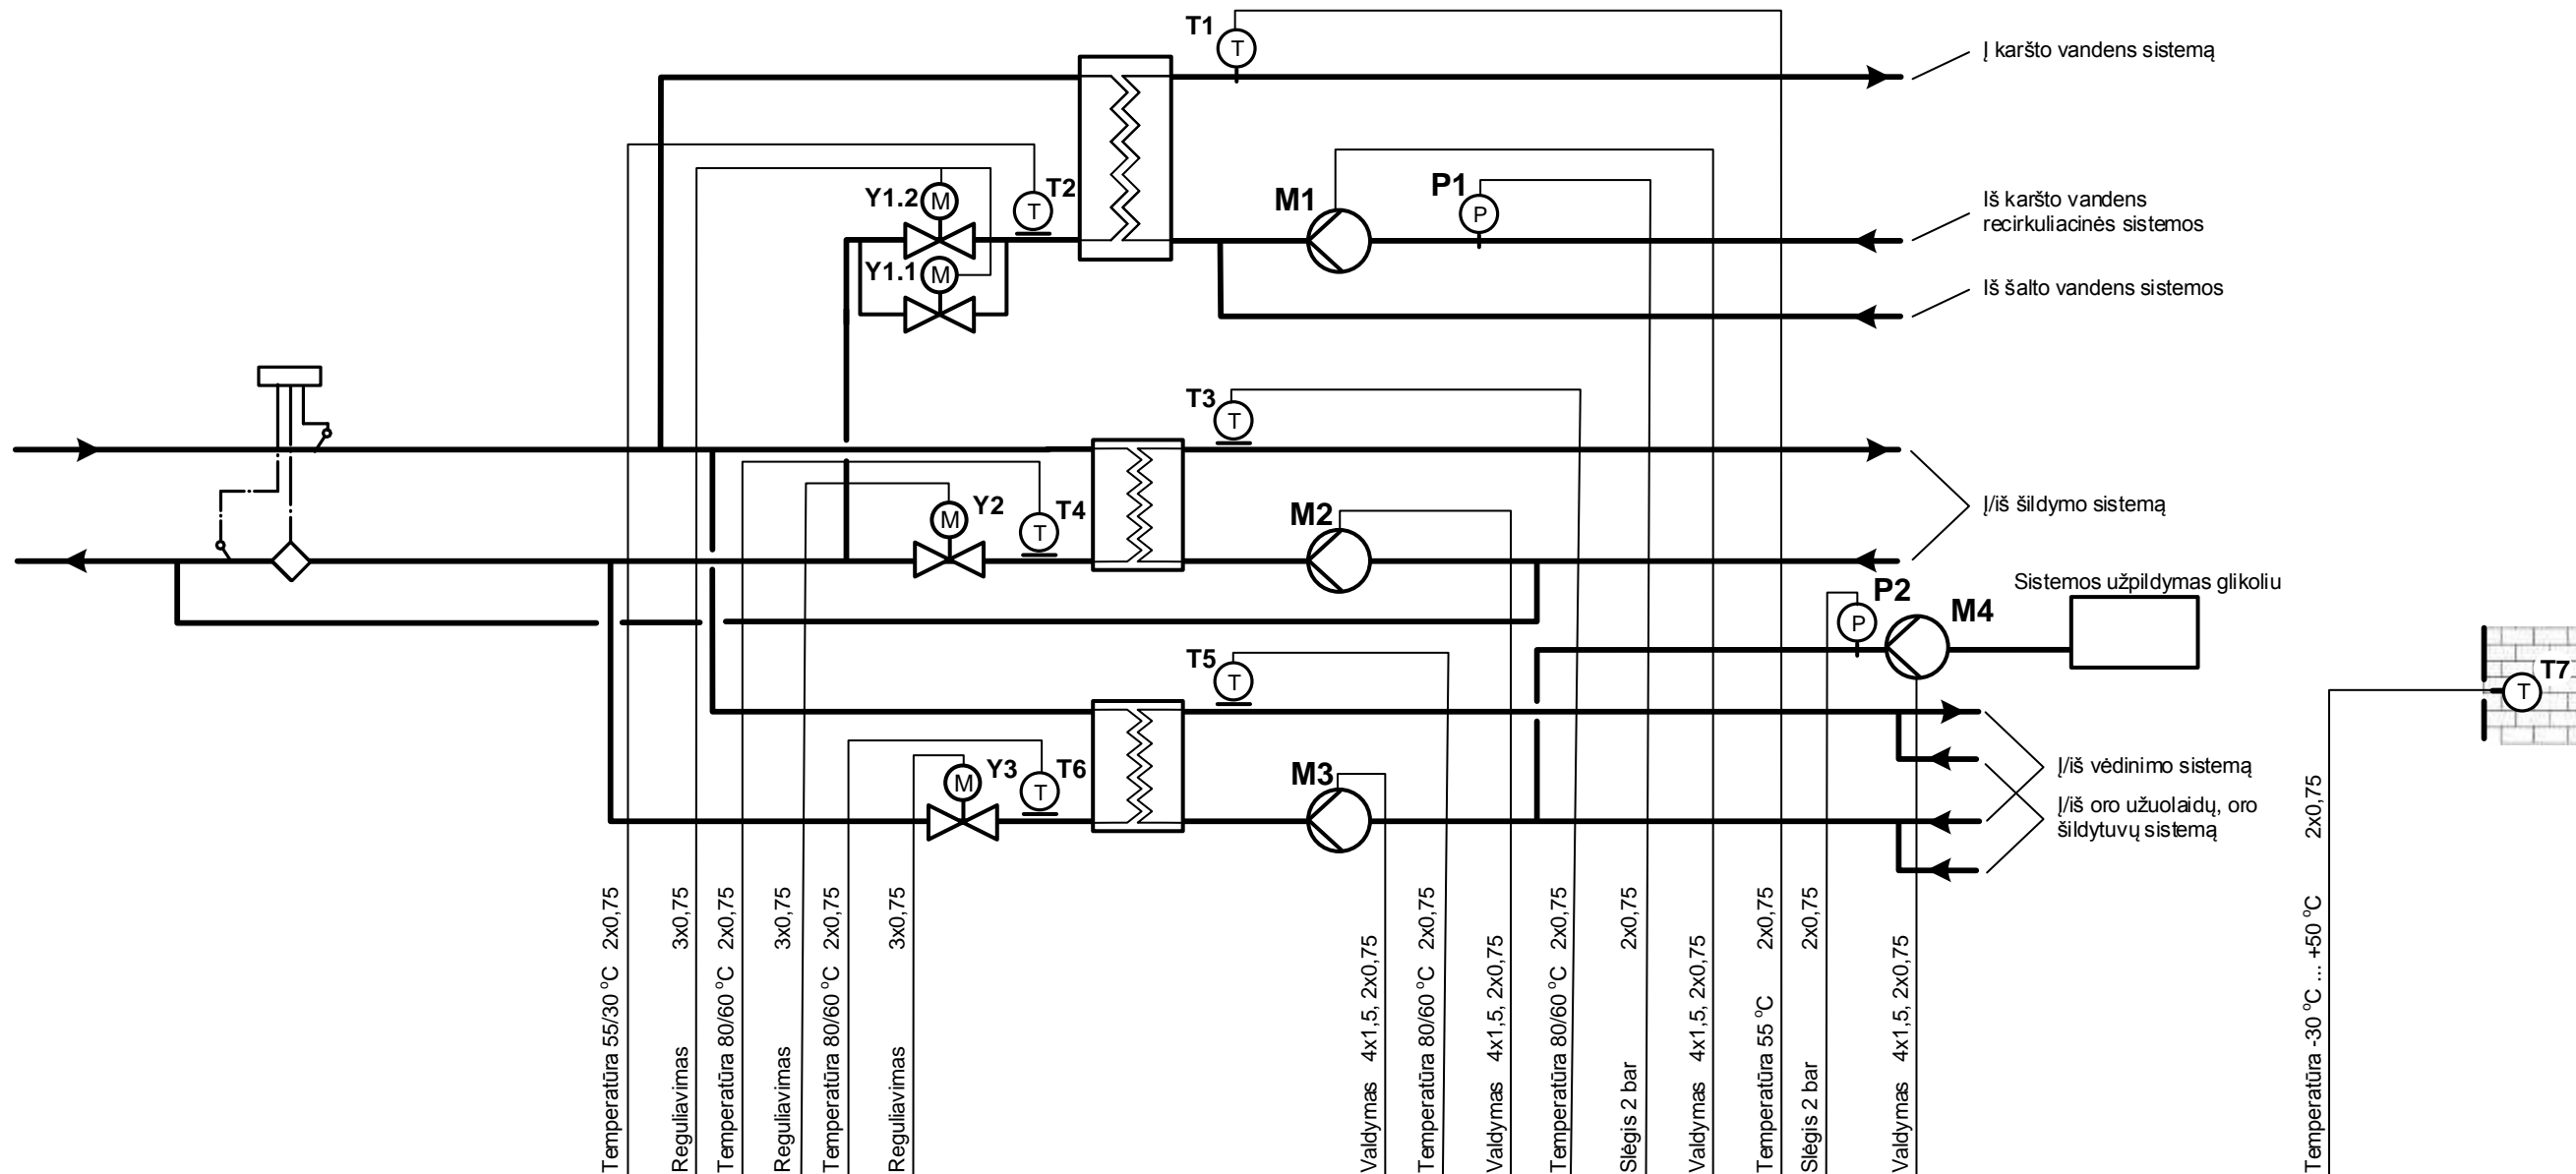 T1
T
Į karšto vandens sistemą
Y1.2
M
T2
T
M1
P1
P
Iš karšto vandens
recirkuliacinės sistemos
Y1.1
M
Iš šalto vandens sistemos
T3
T
Y2
M
T4
T
M2
Į/iš šildymo sistemą
P2
P
M4
Sistemos užpildymas glikoliu
T5
T
T7
T
Y3
M
T6
T
M3
Į/iš vėdinimo sistemą
Į/iš oro užuolaidų, oro
šildytuvų sistemą
Temperatūra 55/30 °C 2x0,75
Reguliavimas 3x0,75
Temperatūra 80/60 °C 2x0,75
Reguliavimas 3x0,75
Temperatūra 80/60 °C 2x0,75
Reguliavimas 3x0,75
Valdymas 4x1,5, 2x0,75
Temperatūra 80/60 °C 2x0,75
Valdymas 4x1,5, 2x0,75
Temperatūra 80/60 °C 2x0,75
Slėgis 2 bar 2x0,75
Valdymas 4x1,5, 2x0,75
Temperatūra 55 °C 2x0,75
Slėgis 2 bar 2x0,75
Valdymas 4x1,5, 2x0,75
Temperatūra -30 °C ... +50 °C 2x0,75